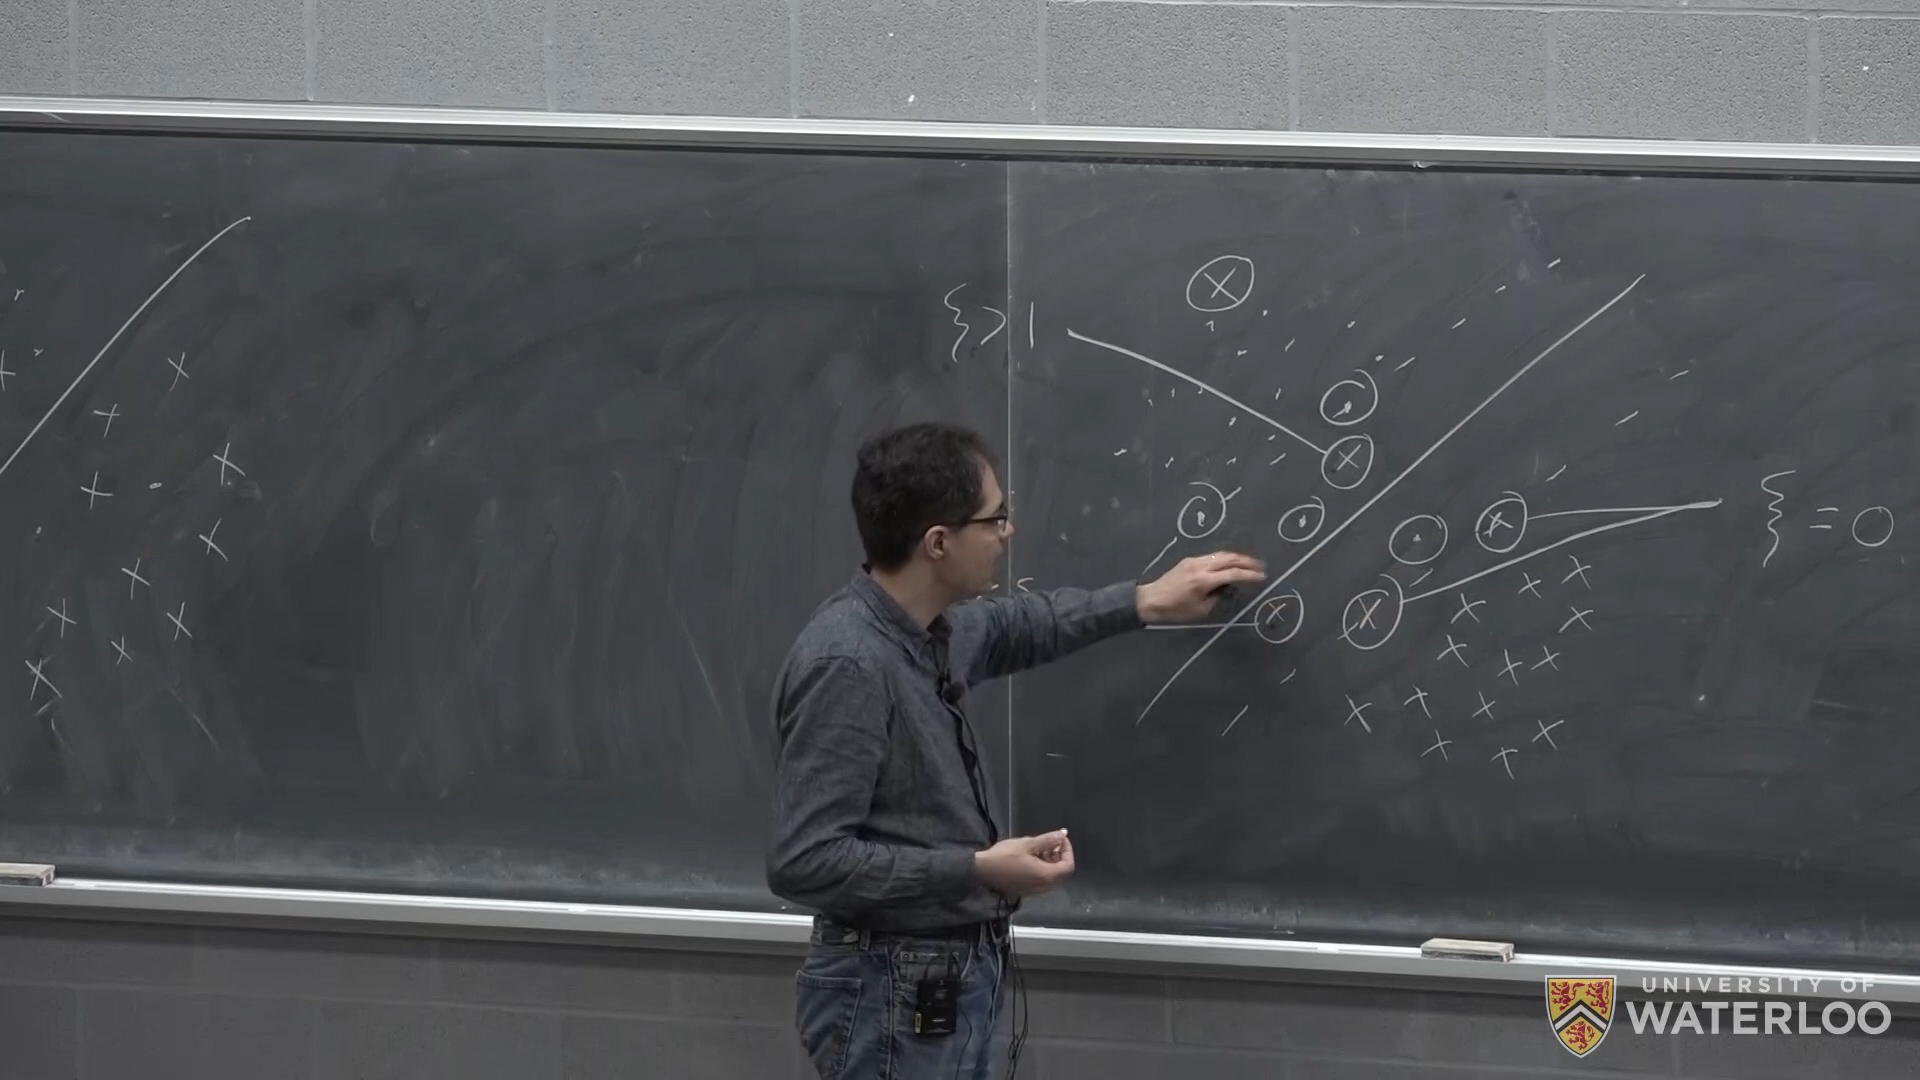 ξ > 1
ξ = 0
UNIVERSITY OF
WATERLOO